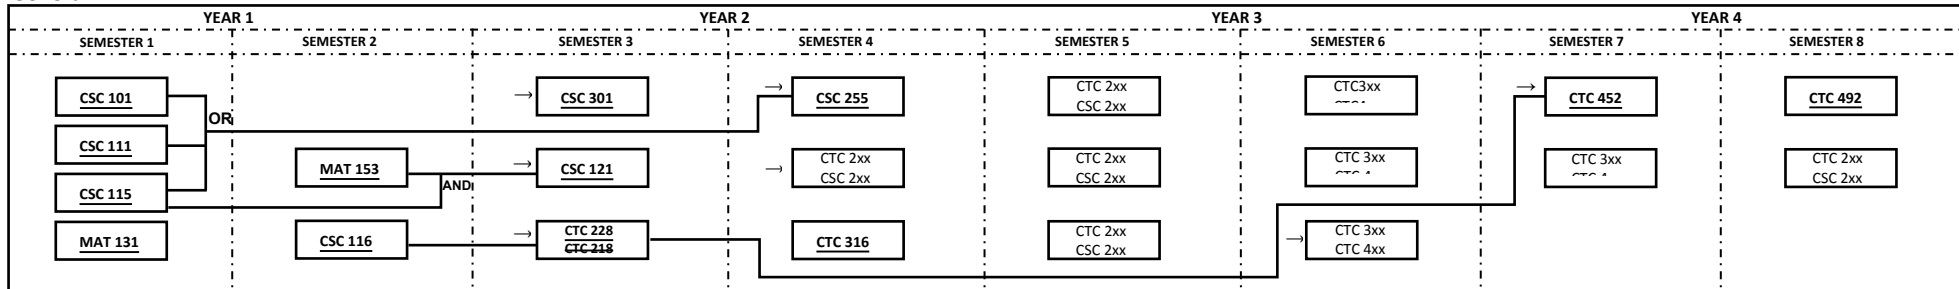 YEAR 1
YEAR 2
YEAR 3
YEAR 4
SEMESTER 1
SEMESTER 2
SEMESTER 3
SEMESTER 4
SEMESTER 5
SEMESTER 6
SEMESTER 7
SEMESTER 8
CSC 101
→ CSC 301
→ CSC 255
CTC 2xx
CSC 2xx
CTC3xx
→ CTC 452
CTC 492
OR
CSC 111
MAT 153
→ CSC 121
→ CTC 2xx
CSC 2xx
CTC 2xx
CSC 2xx
CTC 3xx
CTC 3xx
CTC 2xx
CSC 2xx
AND
CSC 115
MAT 131
CSC 116
→ CTC 228
CTC 218
CTC 316
CTC 2xx
CSC 2xx
→ CTC 3xx
CTC 4xx